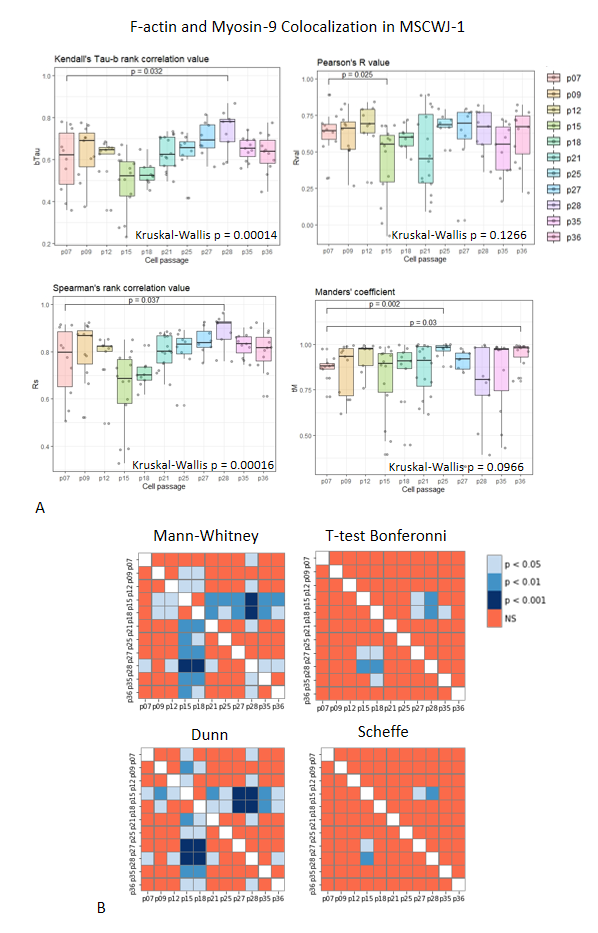 F-actin and Myosin-9 Colocalization in MSCWJ-1
Kendall's Tau-b rank correlation value
p = 0.032
1.0
0.8
0.6
0.4
0.2
bTau
Kruskal-Wallis p = 0.00014
p07 p09 p12 p15 p18 p21 p25 p27 p28 p35 p36
Cell passage
Pearson's R value
p = 0.025
1.00
0.75
0.50
0.25
0.00
Rval
Kruskal-Wallis p = 0.1266
p07 p09 p12 p15 p18 p21 p25 p27 p28 p35 p36
Cell passage
p07
p09
p12
p15
p18
p21
p25
p27
p28
p35
p36
Spearman's rank correlation value
p = 0.037
1.0
0.8
0.6
0.4
Rs
Kruskal-Wallis p = 0.00016
p07 p09 p12 p15 p18 p21 p25 p27 p28 p35 p36
Cell passage
Manders' coefficient
p = 0.002
p = 0.03
1.00
0.75
0.50
tM
Kruskal-Wallis p = 0.0966
p07 p09 p12 p15 p18 p21 p25 p27 p28 p35 p36
Cell passage
A
Mann-Whitney
p36 p35 p28 p27 p25 p21 p18 p15 p12 p09 p07
p07 p09 p12 p15 p18 p21 p25 p27 p28 p35 p36
T-test Bonferonni
p36 p35 p28 p27 p25 p21 p18 p15 p12 p09 p07
p07 p09 p12 p15 p18 p21 p25 p27 p28 p35 p36
p < 0.05
p < 0.01
p < 0.001
NS
Dunn
p36 p35 p28 p27 p25 p21 p18 p15 p12 p09 p07
p07 p09 p12 p15 p18 p21 p25 p27 p28 p35 p36
Scheffe
p36 p35 p28 p27 p25 p21 p18 p15 p12 p09 p07
p07 p09 p12 p15 p18 p21 p25 p27 p28 p35 p36
B